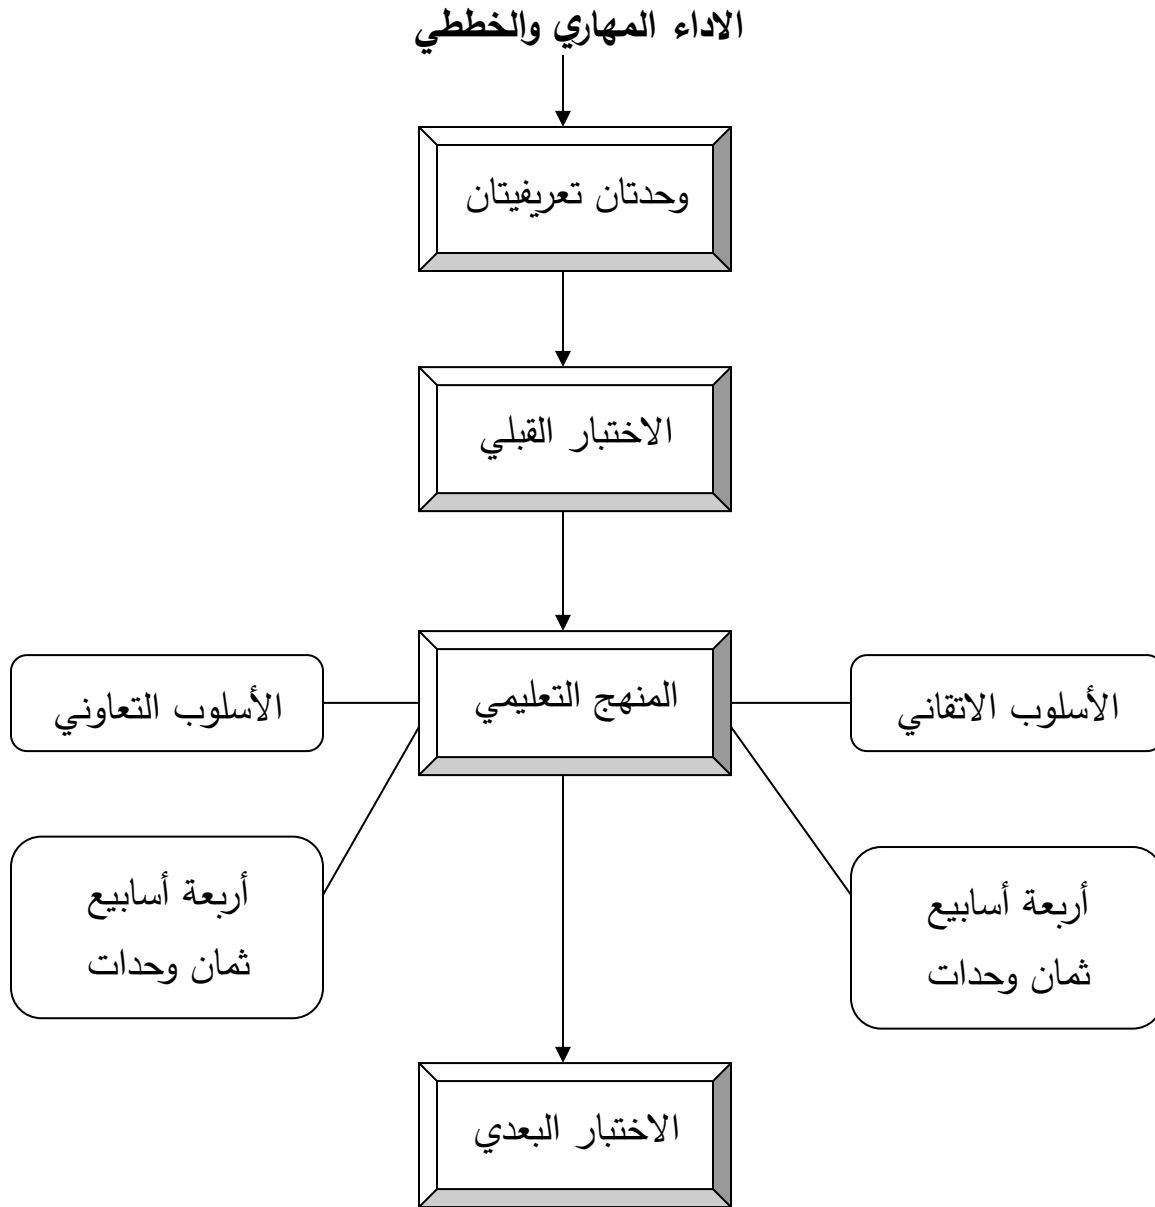 الاداء المهاري والخططي
وحدتان تعريفيتان
الاختبار القبلي
المنهج التعليمي
الأسلوب الاتقاني
الأسلوب التعاوني
أربعة أسابيع
ثمان وحدات
أربعة أسابيع
ثمان وحدات
الاختبار البعدي